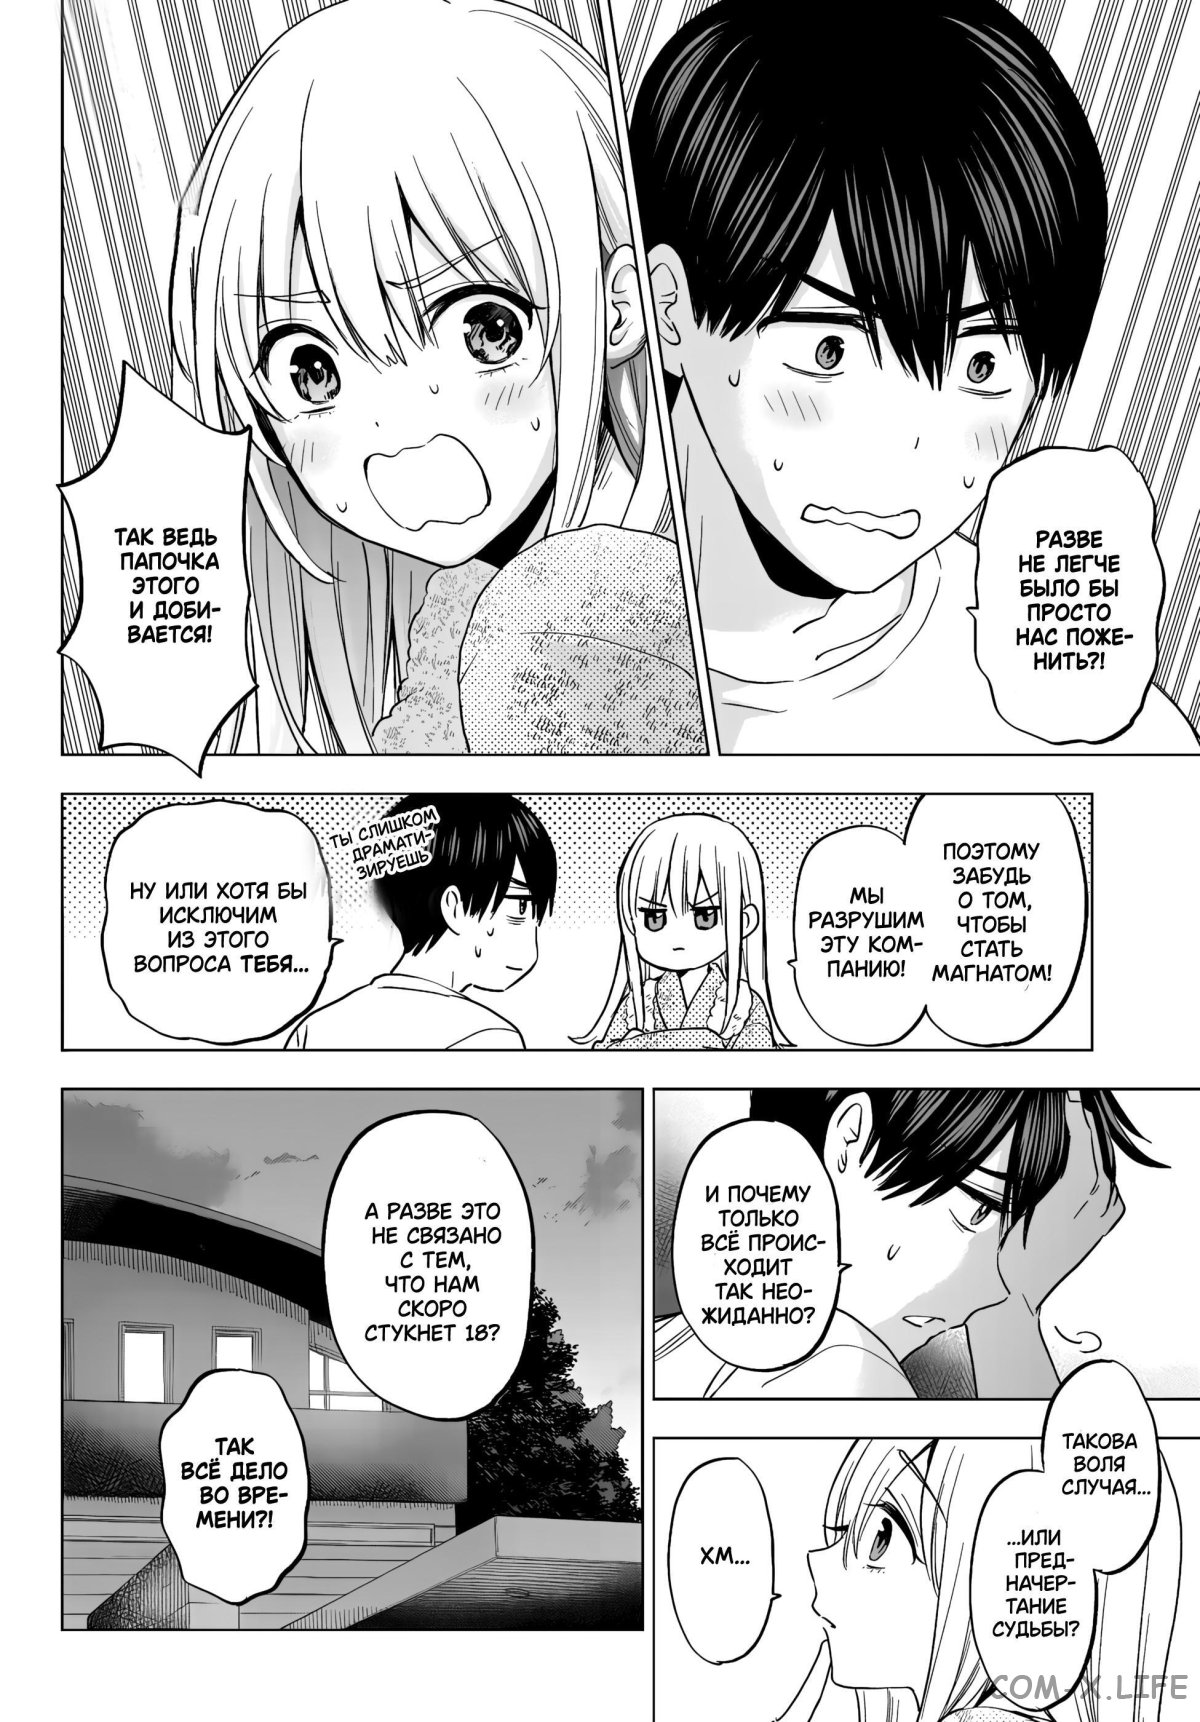 РАЗВЕ
НЕ ЛЕГЧЕ
БЫЛО БЫ
ПРОСТО
НАС ПОЖЕ-
НИТЬ?!
ТАК ВЕДЬ
ПАПОЧКА
ЭТОГО
И ДОБИ-
ВАЕТСЯ!
ПОЭТОМУ
ЗАБУДЬ
О ТОМ,
ЧТОБЫ
СТАТЬ
МАГНАТОМ!
МЫ
РАЗРУШИМ
ЭТУ КОМ-
ПАНИЮ!
ТЫ СЛИШКОМ
ДРАМАТИ-
ЗИРУЕШЬ
НУ ИЛИ ХОТЯ БЫ
ИСКЛЮЧИМ
ИЗ ЭТОГО
ВОПРОСА ТЕБЯ...
И ПОЧЕМУ
ТОЛЬКО
ВСЁ ПРОИС-
ХОДИТ
ТАК НЕО-
ЖИДАННО?
ТАКОВА
ВОЛЯ
СЛУЧАЯ...
...ИЛИ
ПРЕД-
НАЧЕР-
ТАНИЕ
СУДЬБЫ?
ХМ...
А РАЗВЕ ЭТО
НЕ СВЯЗАНО
С ТЕМ,
ЧТО НАМ
СКОРО
СТУКНЕТ 18?
ТАК
ВСЁ ДЕЛО
ВО ВРЕ-
МЕНИ?!
COM-X.LIFE